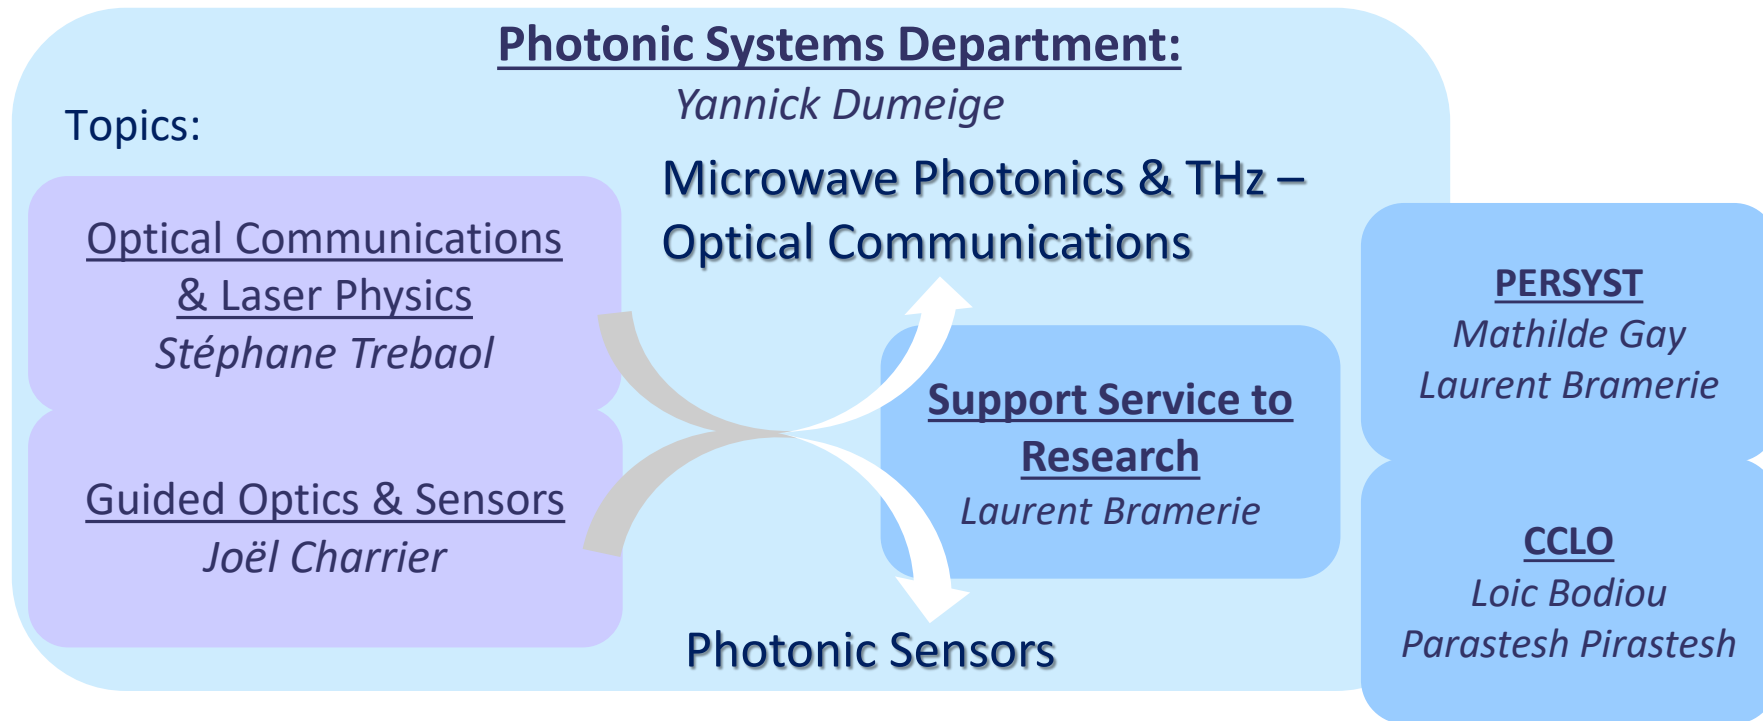 Photonic Systems Department:
Yannick Dumeige
Topics:
Microwave Photonics & THz –
Optical Communications
Optical Communications
& Laser Physics
Stéphane Trebaol
Guided Optics & Sensors
Joël Charrier
Support Service to
Research
Laurent Bramerie
Photonic Sensors
PERSYST
Mathilde Gay
Laurent Bramerie
CCLO
Loic Bodiou
Parastesh Pirastesh